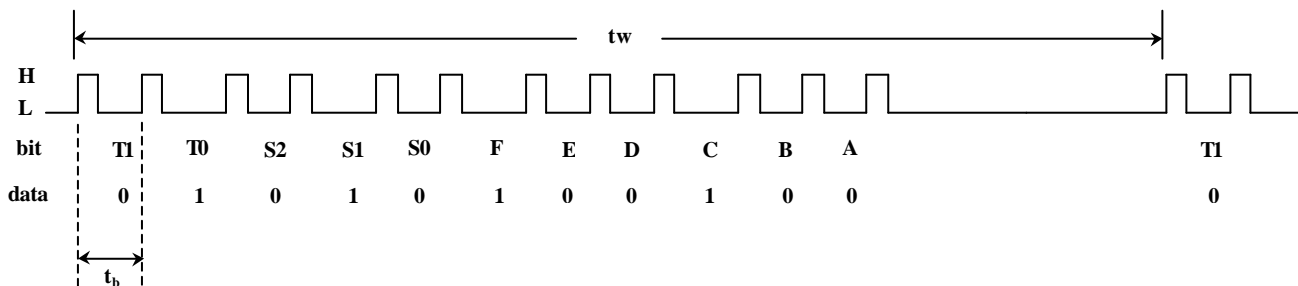 tw
H
L
bit T1 T0 S2 S1 S0 F E D C B A T1
data 0 1 0 1 0 1 0 0 1 0 0 0
tb